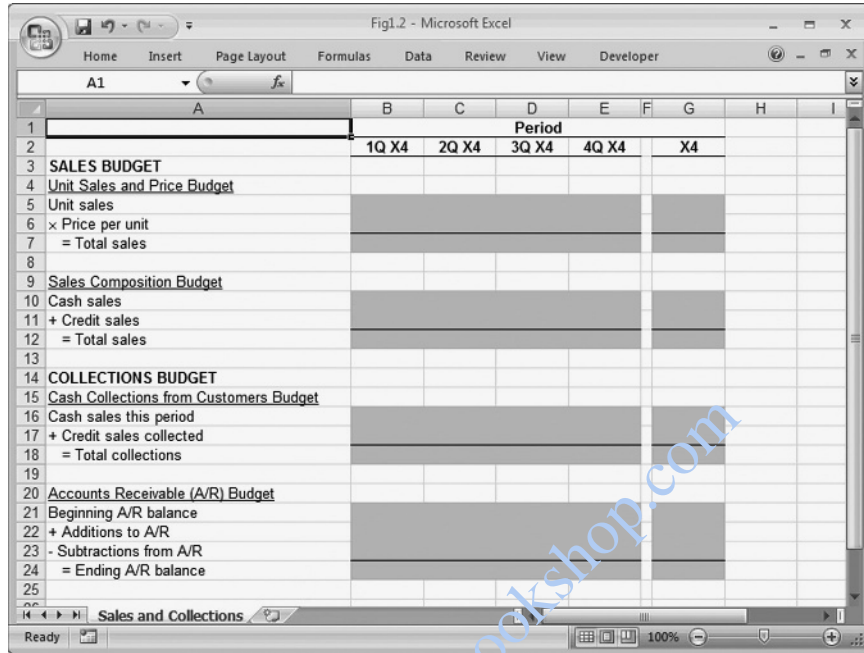 Fig1.2 - Microsoft Excel
Home Insert Page Layout Formulas Data Review View Developer
A1 fx
A B C D E F G H I
1 Period
2 1Q X4 2Q X4 3Q X4 4Q X4 X4
3 SALES BUDGET
4 Unit Sales and Price Budget
5 Unit sales
6 × Price per unit
7 = Total sales
8
9 Sales Composition Budget
10 Cash sales
11 + Credit sales
12 = Total sales
13
14 COLLECTIONS BUDGET
15 Cash Collections from Customers Budget
16 Cash sales this period
17 + Credit sales collected
18 = Total collections
19
20 Accounts Receivable (A/R) Budget
21 Beginning A/R balance
22 + Additions to A/R
23 - Subtractions from A/R
24 = Ending A/R balance
25
Sales and Collections
Ready 100%
ookshop.com